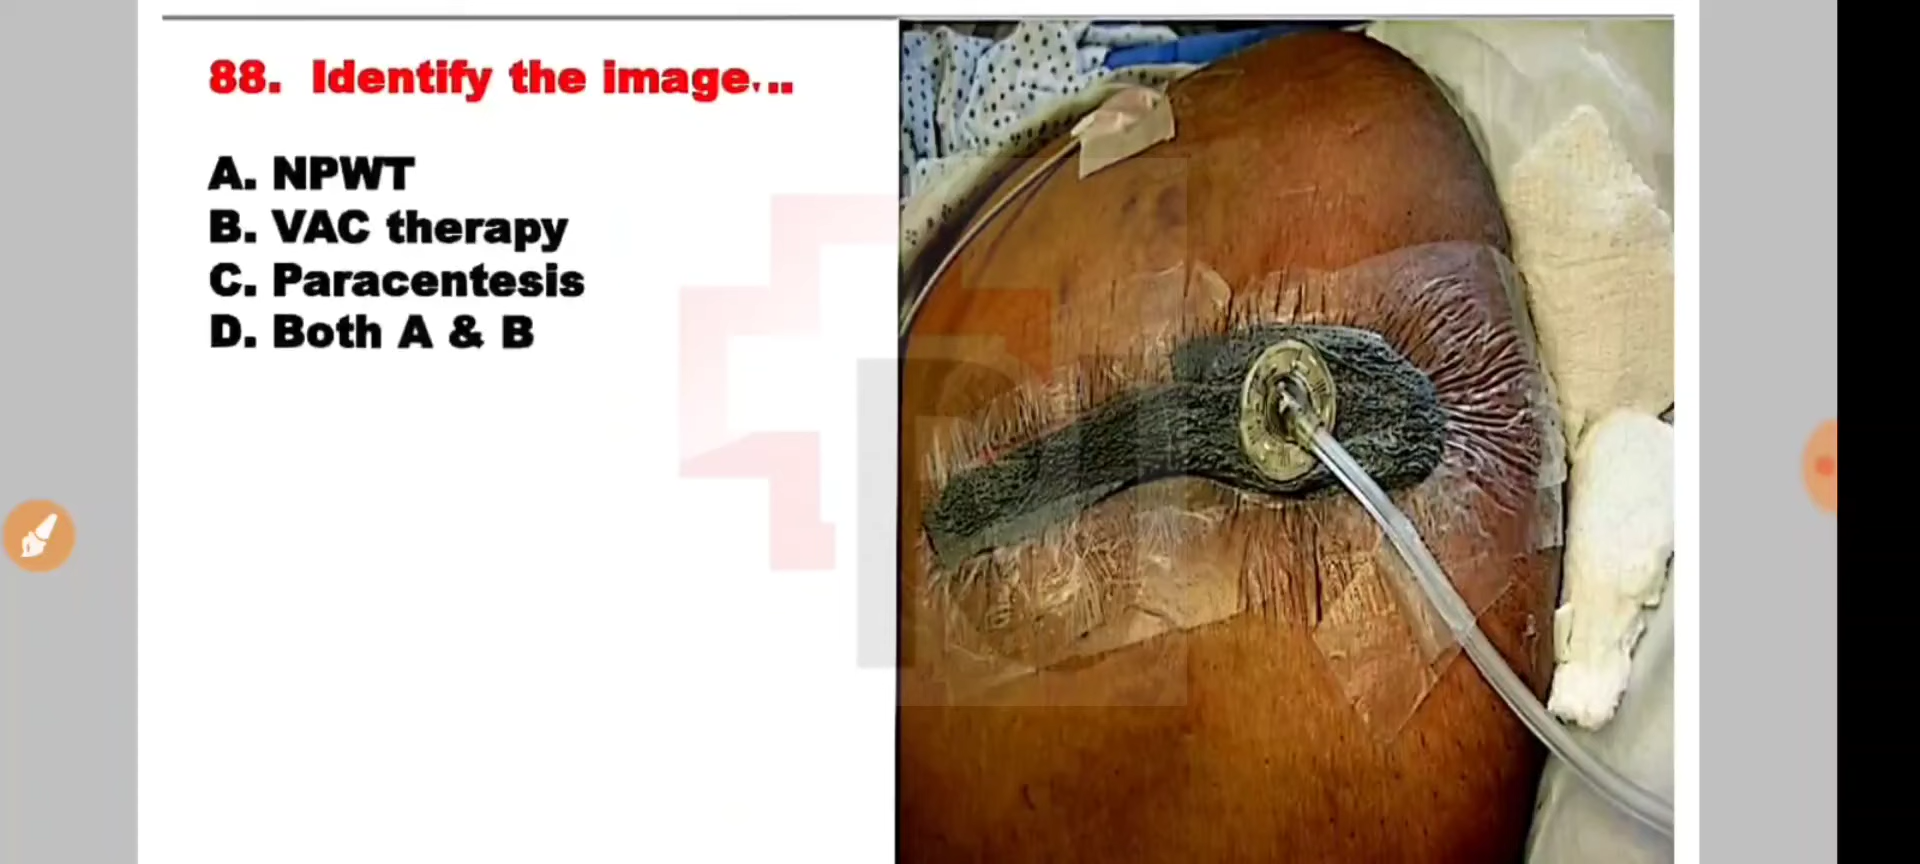 88. Identify the image...
A. NPWT
B. VAC therapy
C. Paracentesis
D. Both A & B